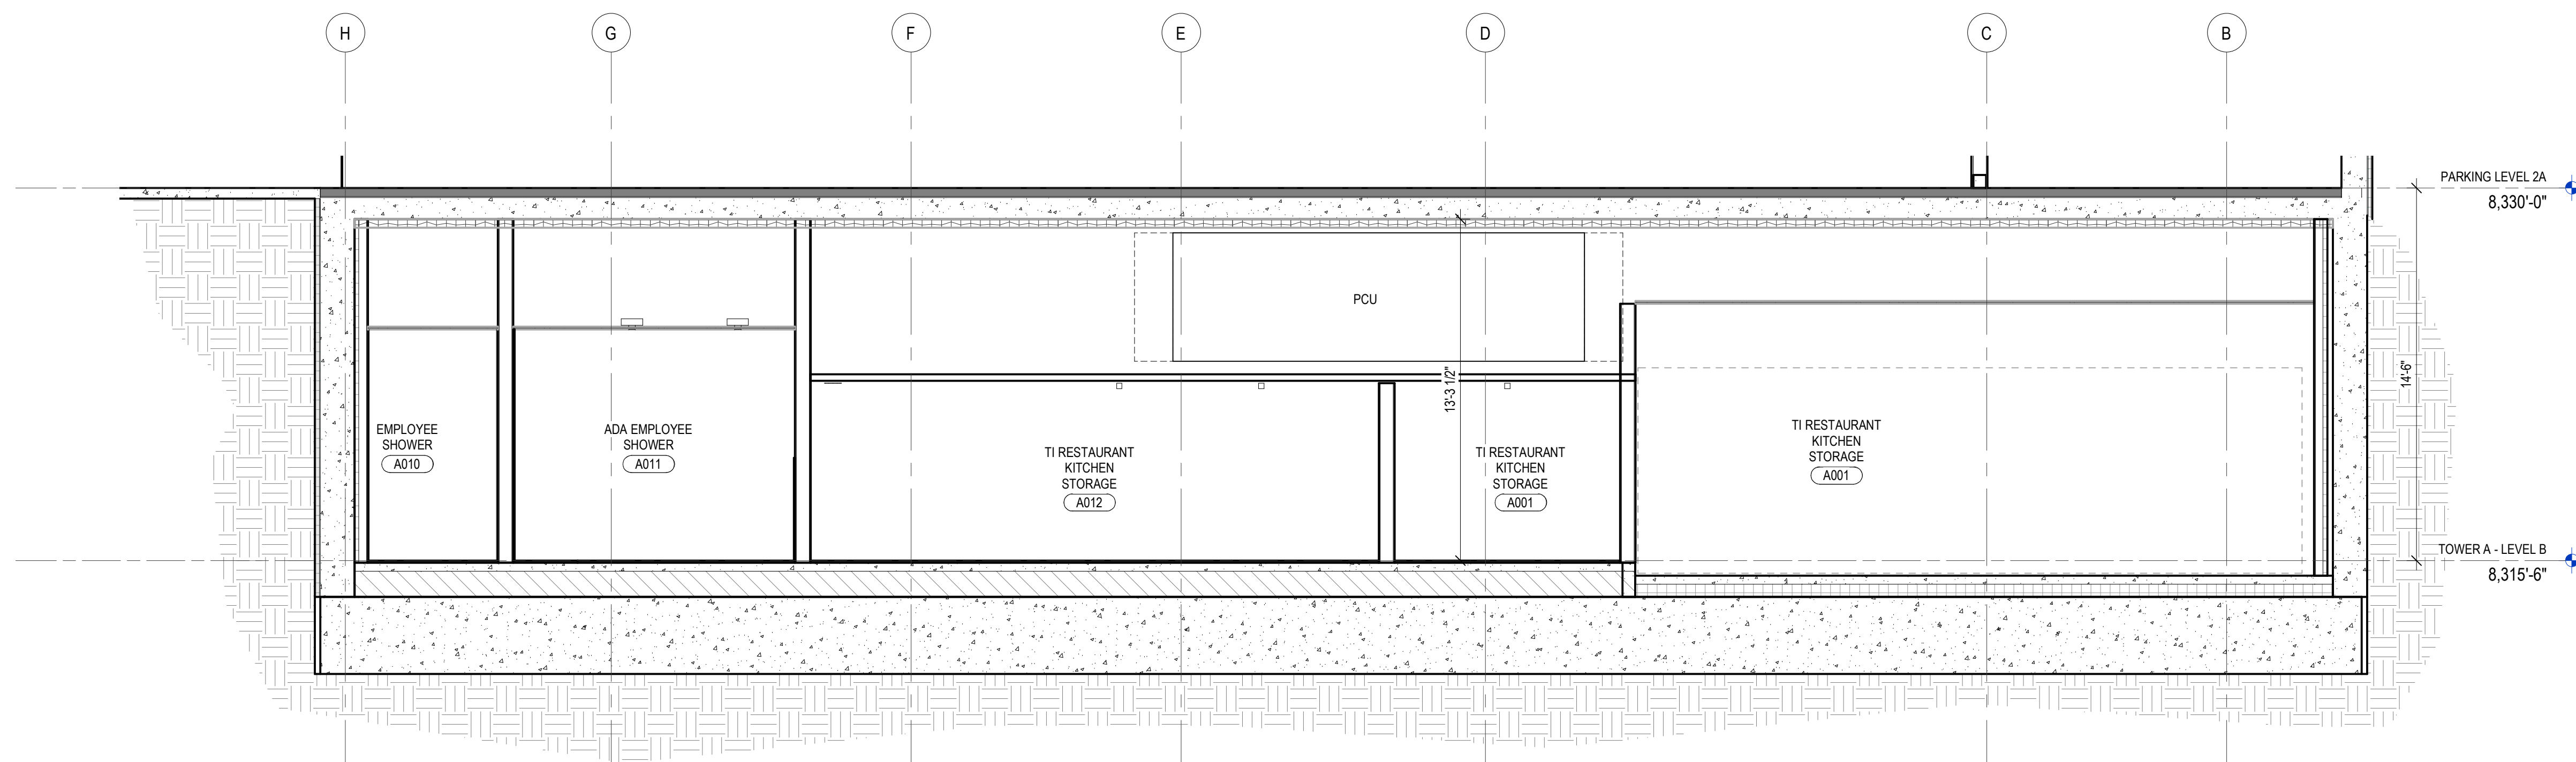 H
G
F
E
D
C
B
PARKING LEVEL 2A
8,330'-0"
PCU
14'-6"
13'-3 1/2"
EMPLOYEE
SHOWER
A010
ADA EMPLOYEE
SHOWER
A011
TI RESTAURANT
KITCHEN
STORAGE
A012
TI RESTAURANT
KITCHEN
STORAGE
A001
TI RESTAURANT
KITCHEN
STORAGE
A001
TOWER A - LEVEL B
8,315'-6"